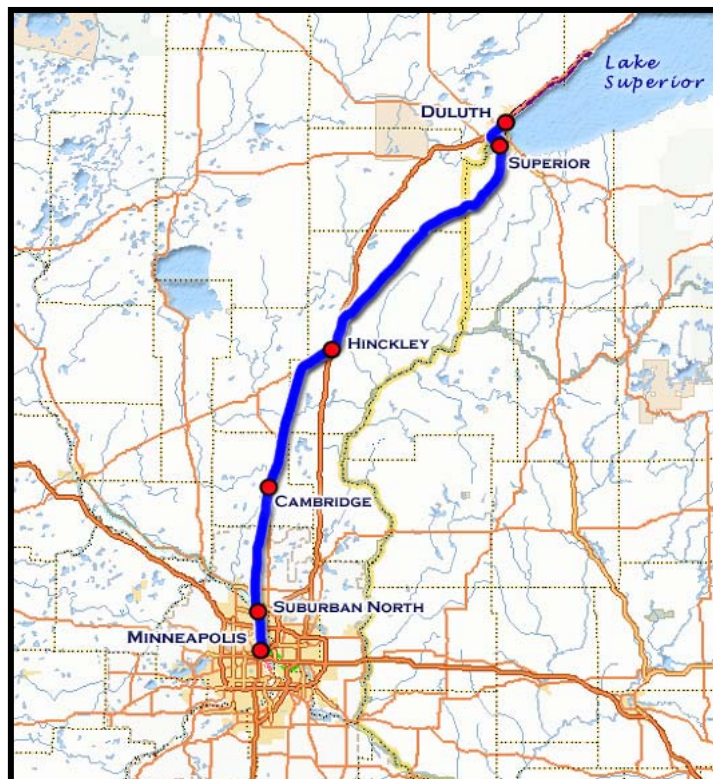 Lake
Superior
DULUTH
SUPERIOR
HINCKLEY
CAMBRIDGE
SUBURBAN NORTH
MINNEAPOLIS